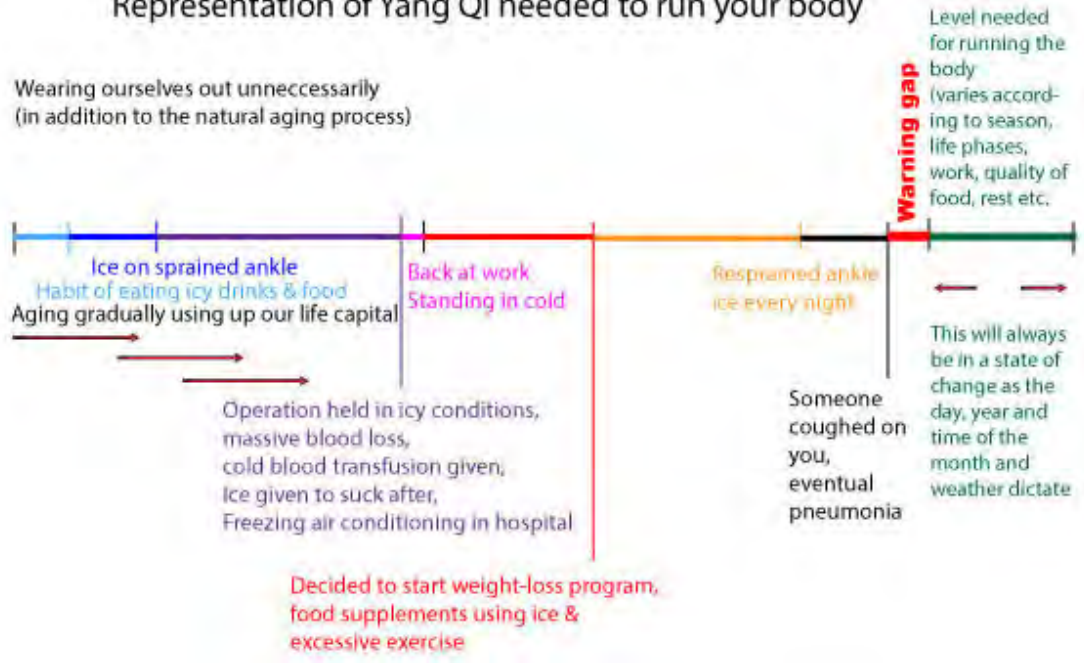 Representation of Yang Qi needed to run your body
Wearing ourselves out unneccessarily
(in addition to the natural aging process)
Warning gap
Level needed
for running the
body
(varies accord-
ing to season,
life phases,
work, quality of
food, rest etc.
Ice on sprained ankle
Habit of eating icy drinks & food
Aging gradually using up our life capital
Back at work
Standing in cold
Resprained ankle
ice every night
Operation held in icy conditions,
massive blood loss,
cold blood transfusion given,
Ice given to suck after,
Freezing air conditioning in hospital
Someone
coughed on
you,
eventual
pneumonia
This will always
be in a state of
change as the
day, year and
time of the
month and
weather dictate
Decided to start weight-loss program,
food supplements using ice &
excessive exercise